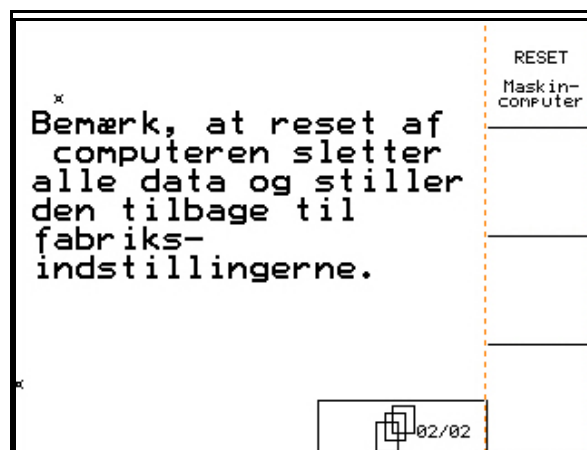 Bemærk, at reset af
computeren sletter
alle data og stiller
den tilbage til
fabriks-
indstillingerne.
RESET
Maskin-
computer
02/02